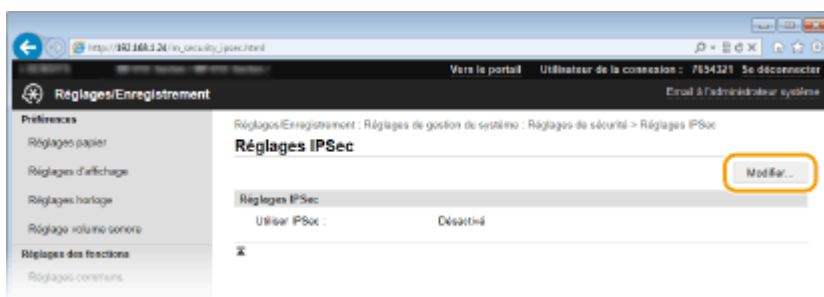 http://192.168.1.24/m_security_ipsec.html
Vers le portail Utilisateur de la connexion : 7654321 Se déconnecter
Réglages/Enregistrement
Email à l'administrateur système
Préférences
Réglages papier
Réglages d'affichage
Réglages horloge
Réglage volume sonore
Réglages des fonctions
Réglages communs
Réglages/Enregistrement : Réglages de gestion du système : Réglages de sécurité > Réglages IPSec
Réglages IPSec
Modifier...
Réglages IPSec
Utiliser IPSec :
Désactivé